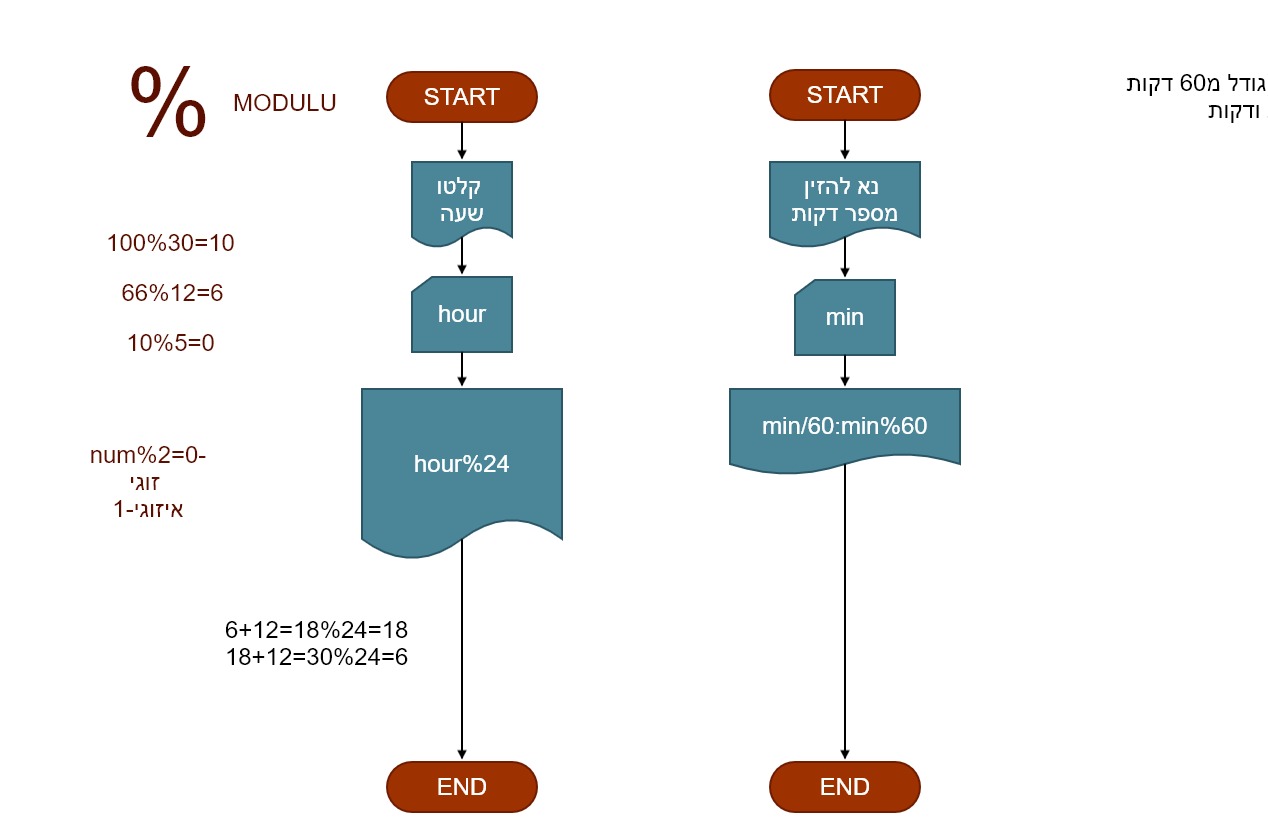 %
MODULU
100%30=10
66%12=6
10%5=0
num%2=0-
זוגי
איזוגי-1
START
קלטו
שעה
hour
hour%24
6+12=18%24=18
18+12=30%24=6
END
START
נא להזין
מספר דקות
min
min/60:min%60
END
גודל מ60 דקות
ודקות